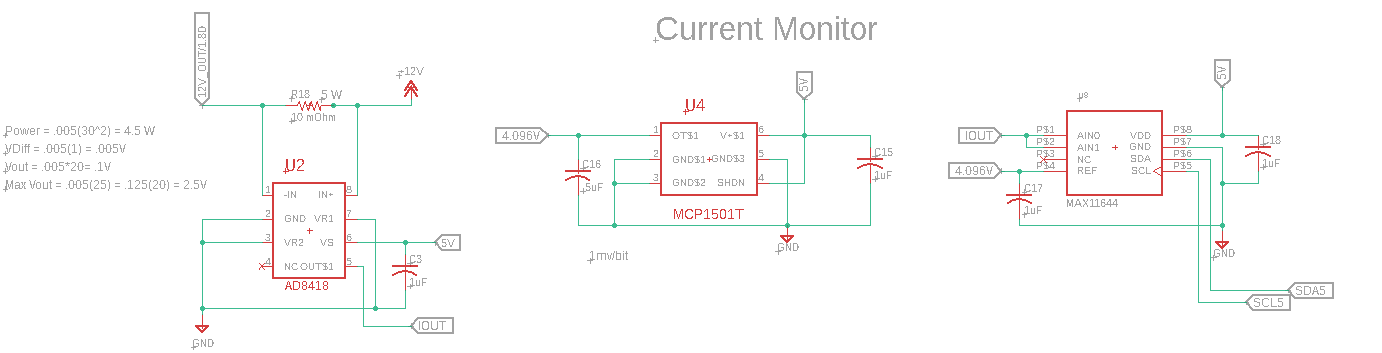 Current Monitor
12V_OUT/1.8D
+12V
R18
5 W
10 mOhm
Power = .005(30^2) = 4.5 W
VDiff = .005(1) = .005V
Vout = .005*20= .1V
Max Vout = .005(25) = .125(20) = 2.5V
U2
1 -IN IN+ 8
2 GND VR1 7
3 VR2 VS 6
4 NC OUT$1 5
AD8418
5V
C3
1uF
IOUT
GND
U4
4.096V
5V
1 OT$1 V+$1 6
2 GND$1 GND$3 5
3 GND$2 SHDN 4
MCP1501T
C16
.5uF
C15
1uF
GND
1mv/bit
5V
IOUT
4.096V
P$1 AIN0 VDD P$8
P$2 AIN1 GND P$7
P$3 NC SDA P$6
P$4 REF SCL P$5
MAX11644
C17
1uF
C18
1uF
GND
SDA5
SCL5